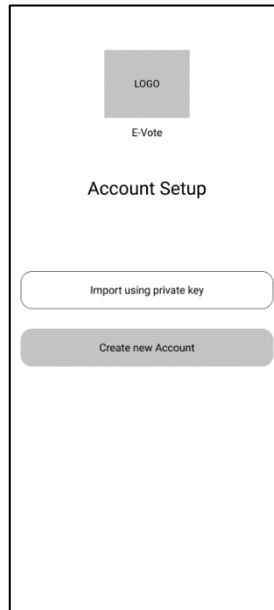 LOGO
E-Vote
Account Setup
Import using private key
Create new Account